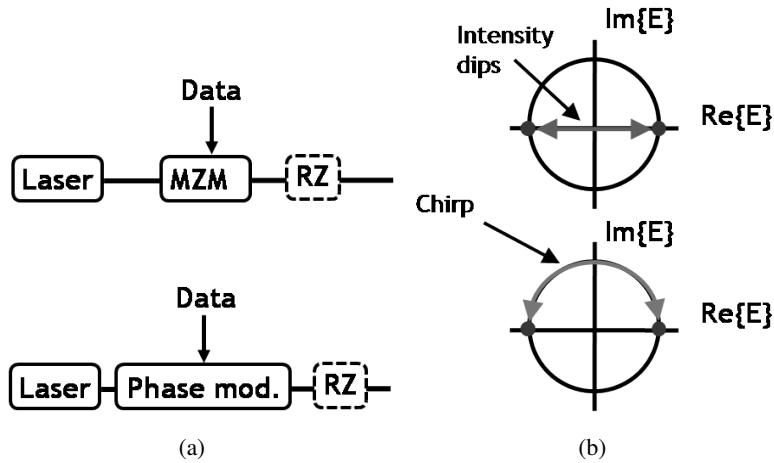 Data
Laser
MZM
RZ
Data
Laser
Phase mod.
RZ
(a)
Im{E}
Intensity
dips
Re{E}
Chirp
Im{E}
Re{E}
(b)